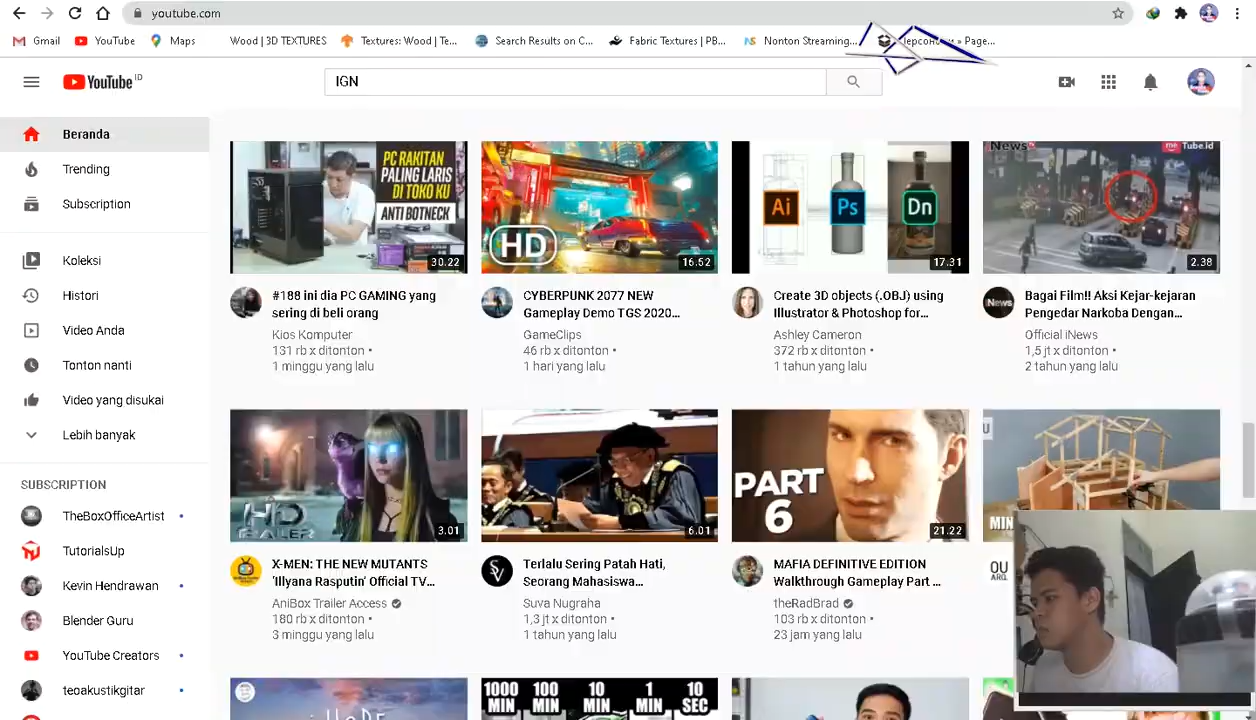 youtube.com
Gmail
YouTube
Maps
Wood | 3D TEXTURES
Textures: Wood | Te...
Search Results on C...
Fabric Textures | PB...
Nonton Streaming...
» Page...
YouTube ID
IGN
Beranda
Trending
Subscription
Koleksi
Histori
Video Anda
Tonton nanti
Video yang disukai
Lebih banyak
SUBSCRIPTION
TheBoxOfficeArtist
TutorialsUp
Kevin Hendrawan
Blender Guru
YouTube Creators
teoakustikgitar
PC RAKITAN
PALING LARIS
DI TOKO KU
ANTI BOTNECK
30.22
#188 ini dia PC GAMING yang
sering di beli orang
Kios Komputer
131 rb x ditonton •
1 minggu yang lalu
HD
16.52
CYBERPUNK 2077 NEW
Gameplay Demo TGS 2020...
GameClips
46 rb x ditonton •
1 hari yang lalu
Ai
Ps
Dn
17.31
Create 3D objects (.OBJ) using
Illustrator & Photoshop for...
Ashley Cameron
372 rb x ditonton •
1 tahun yang lalu
News
me Tube.id
2.38
iNews
Bagai Film!! Aksi Kejar-kejaran
Pengedar Narkoba Dengan...
Official iNews
1,5 jt x ditonton •
2 tahun yang lalu
HD
3.01
X-MEN: THE NEW MUTANTS
'Illyana Rasputin' Official TV...
AniBox Trailer Access
180 rb x ditonton •
3 minggu yang lalu
6.01
SV
Terlalu Sering Patah Hati,
Seorang Mahasiswa...
Suva Nugraha
1,3 jt x ditonton •
1 tahun yang lalu
PART
6
21.22
MAFIA DEFINITIVE EDITION
Walkthrough Gameplay Part ...
theRadBrad
103 rb x ditonton •
23 jam yang lalu
U
MIN
OU
ARQ.
1000 100 10 1 10
MIN MIN MIN MIN SEC